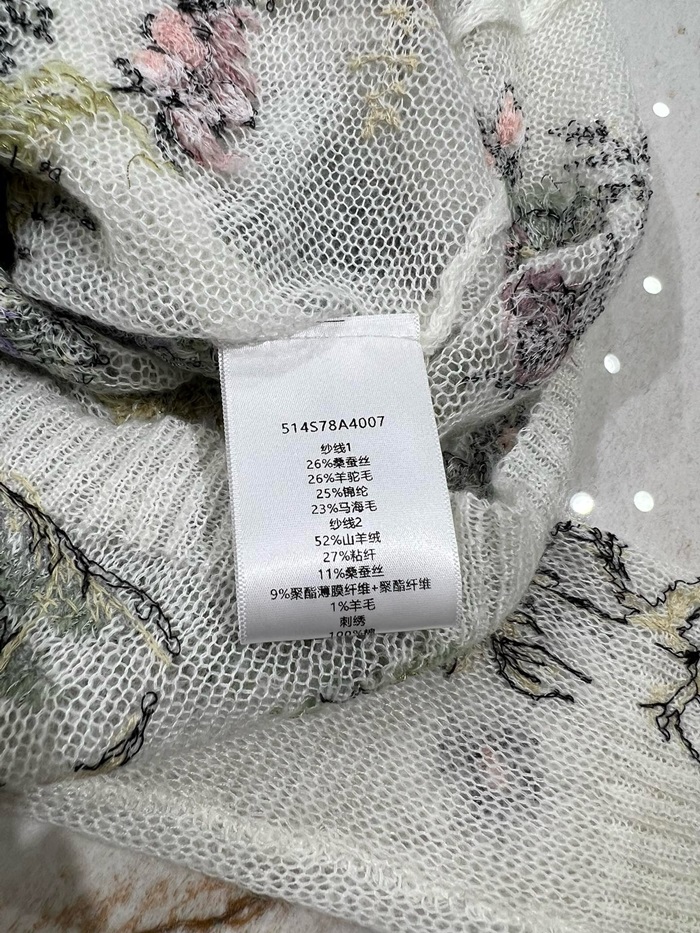 514S78A4007
纱线1
26%桑蚕丝
26%羊驼毛
25%锦纶
23%马海毛
纱线2
52%山羊绒
27%粘纤
11%桑蚕丝
9%聚酯薄膜纤维+聚酯纤维
1%羊毛
刺绣
100%棉